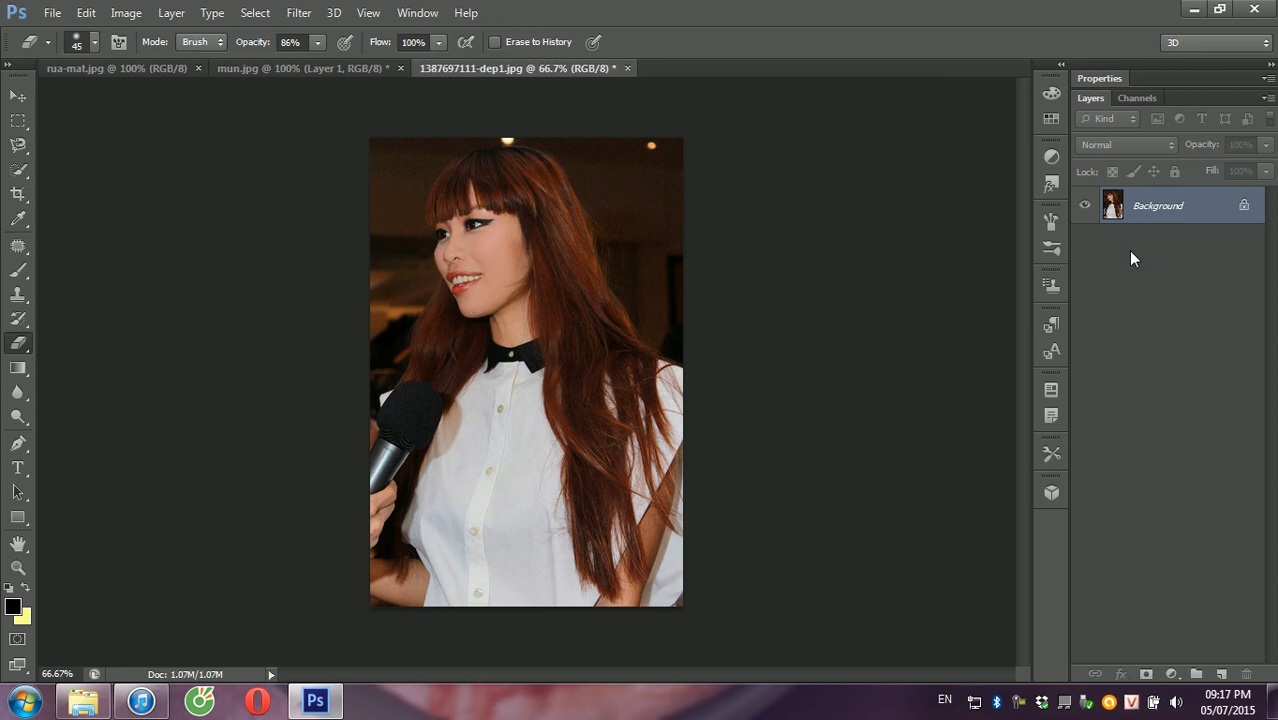 Ps File Edit Image Layer Type Select Filter 3D View Window Help
45 Mode: Brush Opacity: 86% Flow: 100% Erase to History 3D
rua-mat.jpg @ 100% (RGB/8) × mun.jpg @ 100% (Layer 1, RGB/8) * × 1387697111-dep1.jpg @ 66.7% (RGB/8) * ×
Properties
Layers Channels
Kind
Normal Opacity: 100%
Lock: Fill: 100%
Background
66.67% Doc: 1.07M/1.07M
Ps EN V 09:17 PM
05/07/2015